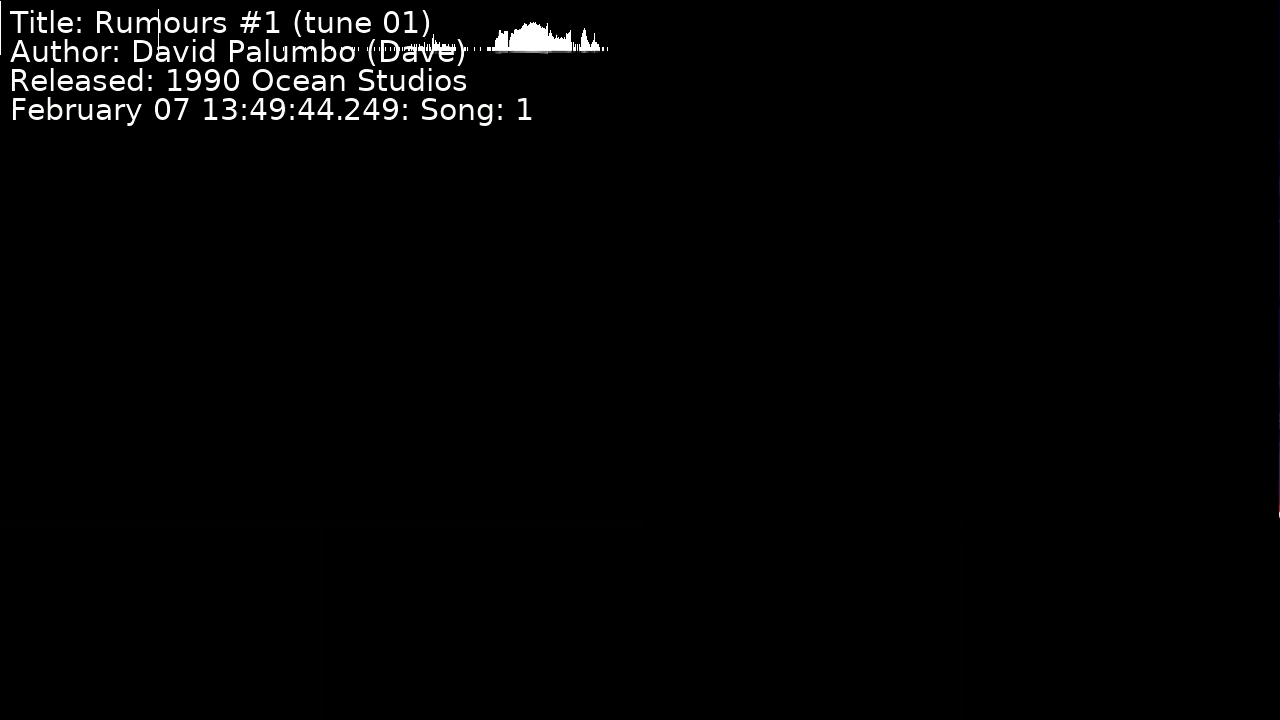 Title: Rumours #1 (tune 01)
Author: David Palumbo (Dave)
Released: 1990 Ocean Studios
February 07 13:49:44.249: Song: 1